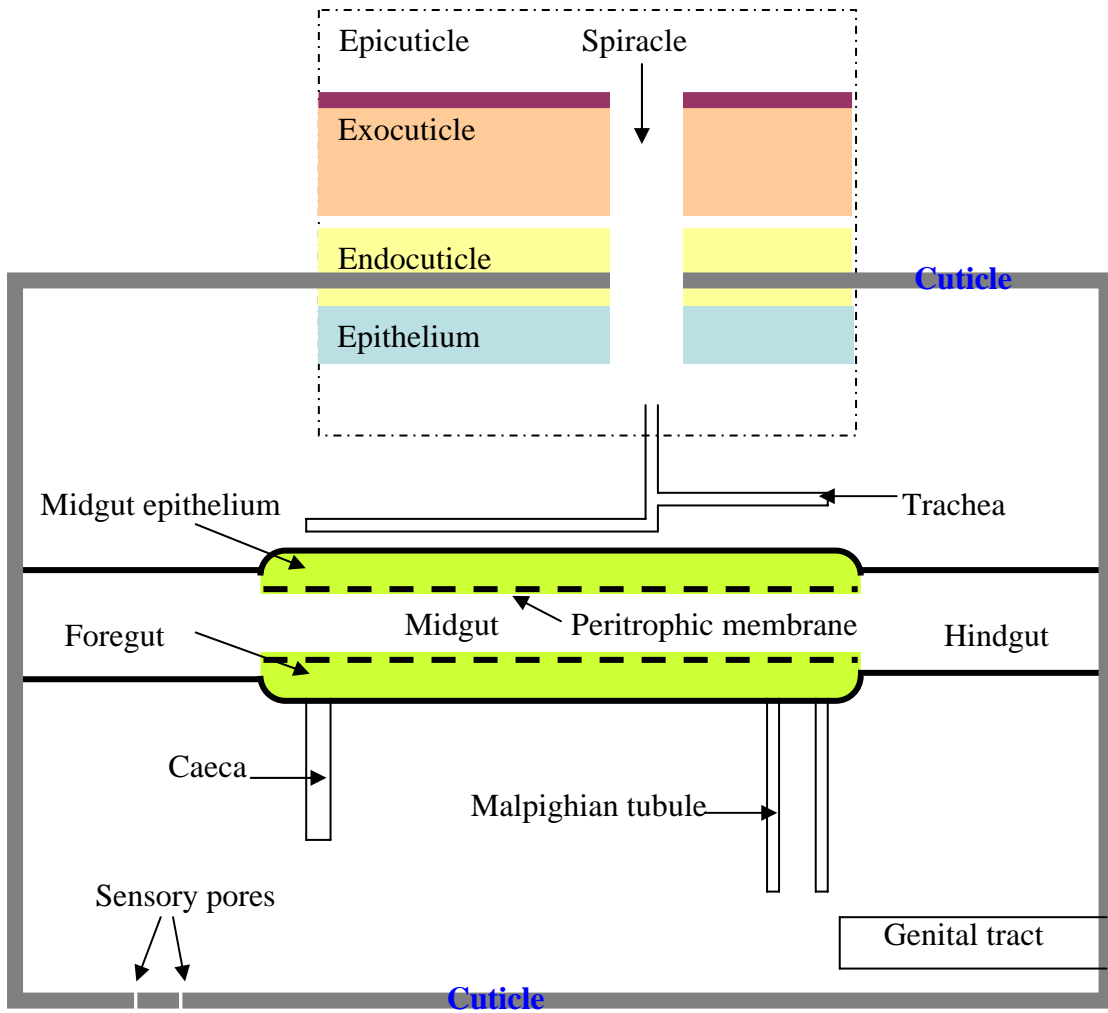 Epicuticle
Spiracle
Exocuticle
Endocuticle
Cuticle
Epithelium
Midgut epithelium
Trachea
Foregut
Midgut
Peritrophic membrane
Hindgut
Caeca
Malpighian tubule
Sensory pores
Genital tract
Cuticle